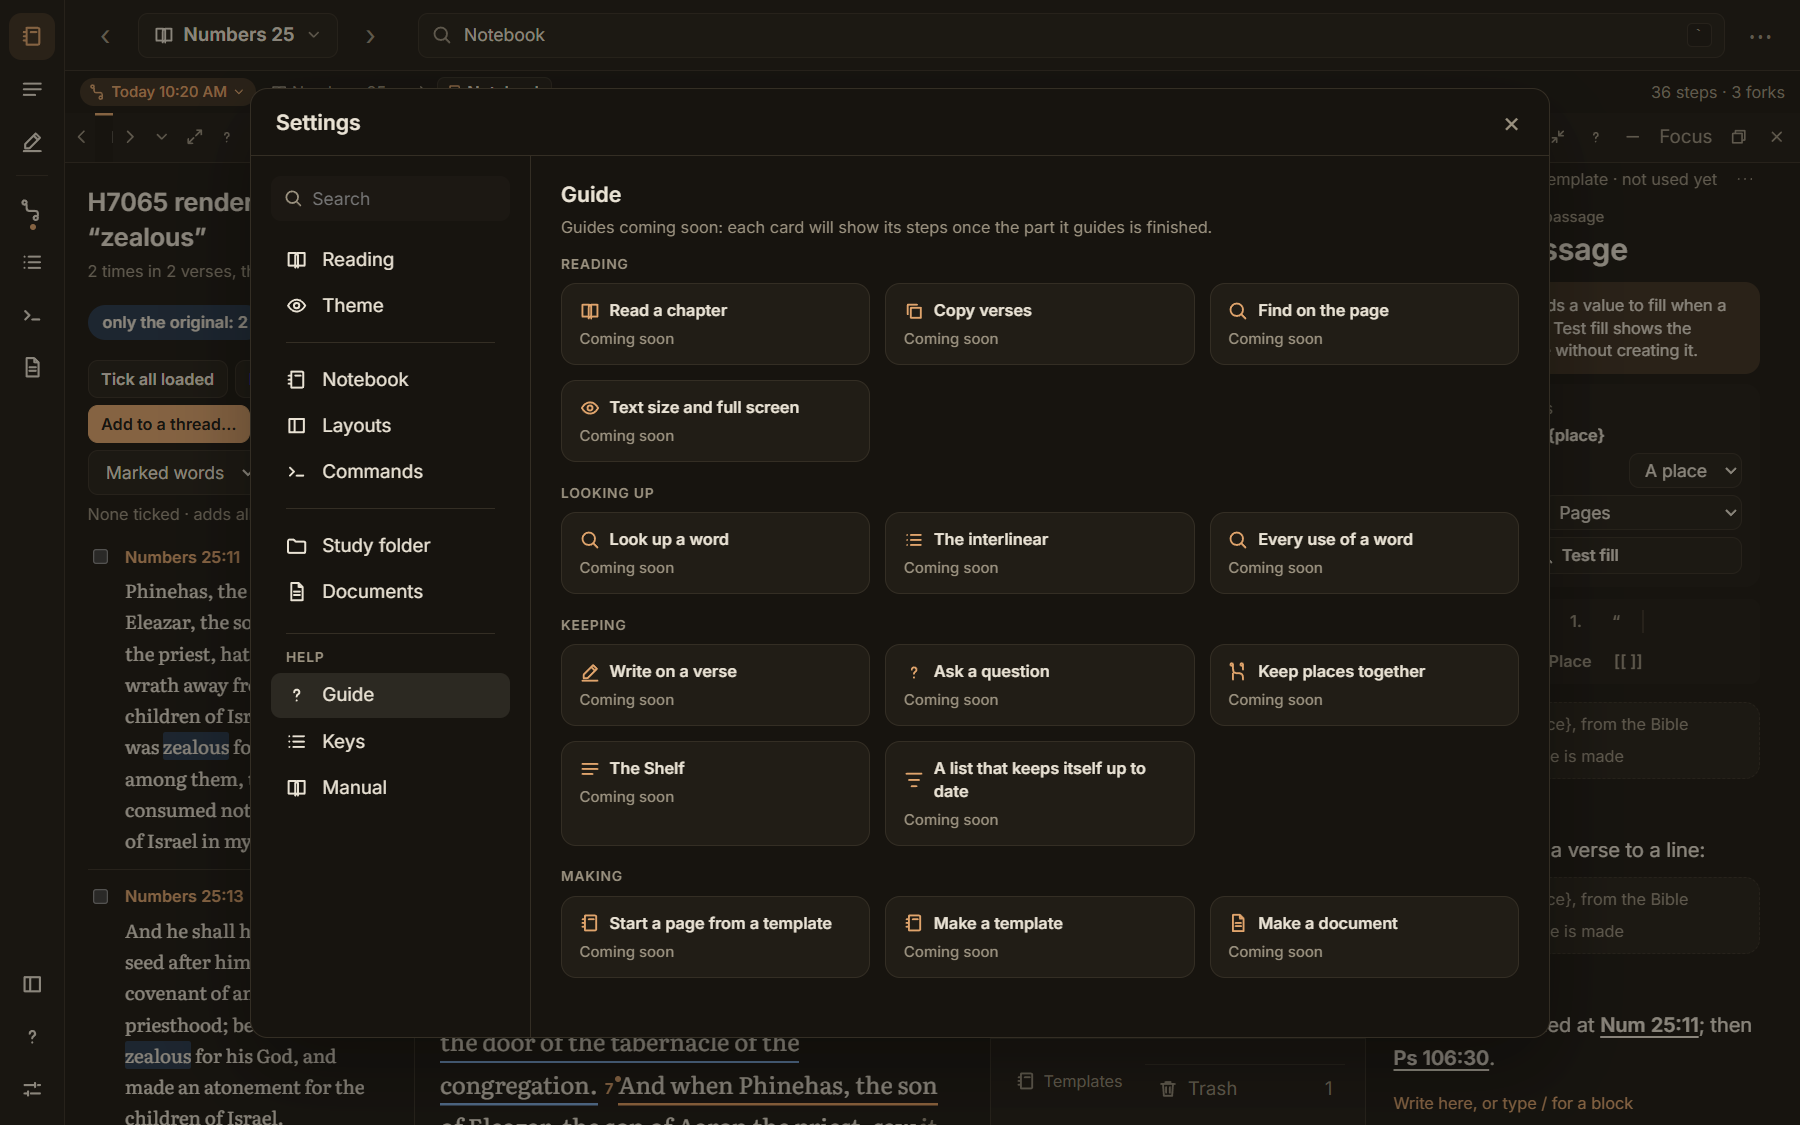 Numbers 25
Notebook
Today 10:20 AM
36 steps · 3 forks
Focus
H7065 render
“zealous”
2 times in 2 verses, th
only the original: 2
Tick all loaded
Add to a thread...
Marked words
None ticked · adds al
Numbers 25:11
Phinehas, the
Eleazar, the so
the priest, hat
wrath away fr
children of Isr
was zealous fo
among them,
consumed not
of Israel in my
Numbers 25:13
And he shall h
seed after him
covenant of an
priesthood; be
zealous for his God, and
made an atonement for the
children of Israel.
Settings
Search
Reading
Theme
Notebook
Layouts
Commands
Study folder
Documents
HELP
? Guide
Keys
Manual
Guide
Guides coming soon: each card will show its steps once the part it guides is finished.
READING
Read a chapter
Coming soon
Copy verses
Coming soon
Find on the page
Coming soon
Text size and full screen
Coming soon
LOOKING UP
Look up a word
Coming soon
The interlinear
Coming soon
Every use of a word
Coming soon
KEEPING
Write on a verse
Coming soon
? Ask a question
Coming soon
Keep places together
Coming soon
The Shelf
Coming soon
A list that keeps itself up to
date
Coming soon
MAKING
Start a page from a template
Coming soon
Make a template
Coming soon
Make a document
Coming soon
the door of the tabernacle of the
congregation. 7 And when Phinehas, the son
of Eleazar, the son of Aaron the priest, saw it
Templates
Trash 1
emplate · not used yet
passage
ssage
ds a value to fill when a
Test fill shows the
without creating it.
{place}
A place
Pages
Test fill
1. “
Place [[ ]]
ce}, from the Bible
e is made
a verse to a line:
ce}, from the Bible
e is made
ed at Num 25:11; then
Ps 106:30.
Write here, or type / for a block